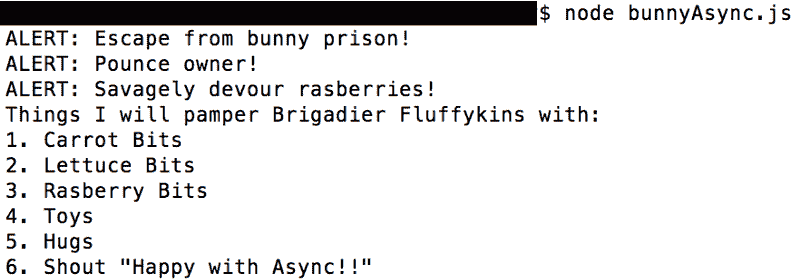 $ node bunnyAsync.js
ALERT: Escape from bunny prison!
ALERT: Pounce owner!
ALERT: Savagely devour rasberries!
Things I will pamper Brigadier Fluffykins with:
1. Carrot Bits
2. Lettuce Bits
3. Rasberry Bits
4. Toys
5. Hugs
6. Shout "Happy with Async!!"